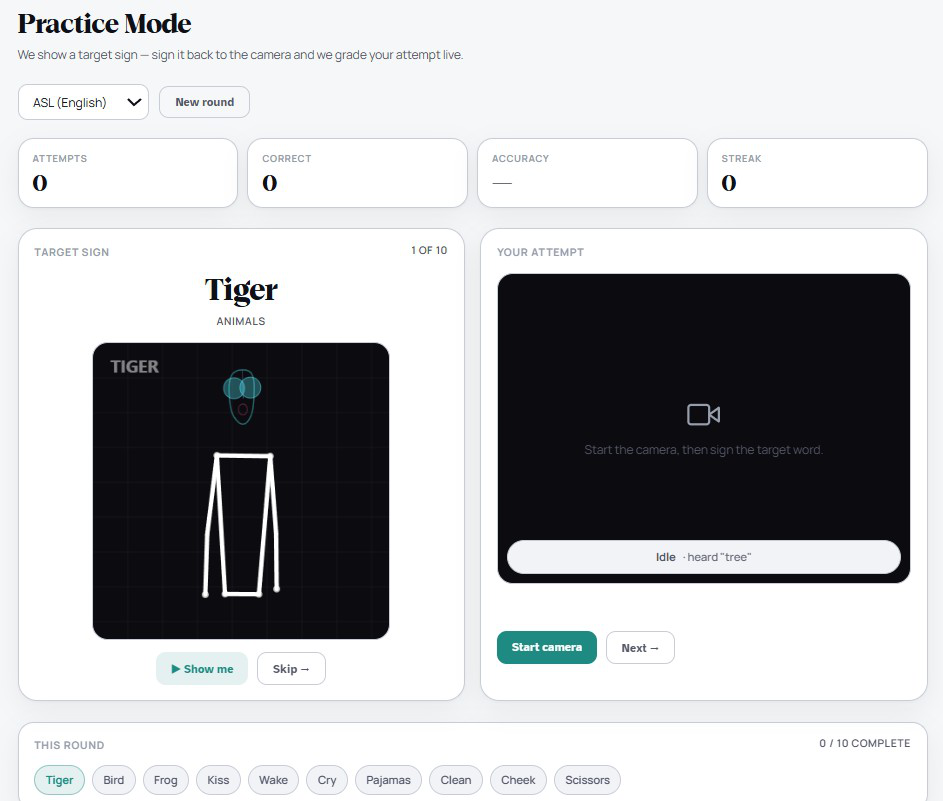 Practice Mode
We show a target sign — sign it back to the camera and we grade your attempt live.
ASL (English)
New round
ATTEMPTS
0
CORRECT
0
ACCURACY
—
STREAK
0
TARGET SIGN
1 OF 10
Tiger
ANIMALS
TIGER
▶ Show me
Skip →
YOUR ATTEMPT
Start the camera, then sign the target word.
Idle · heard "tree"
Start camera
Next →
THIS ROUND
0 / 10 COMPLETE
Tiger
Bird
Frog
Kiss
Wake
Cry
Pajamas
Clean
Cheek
Scissors